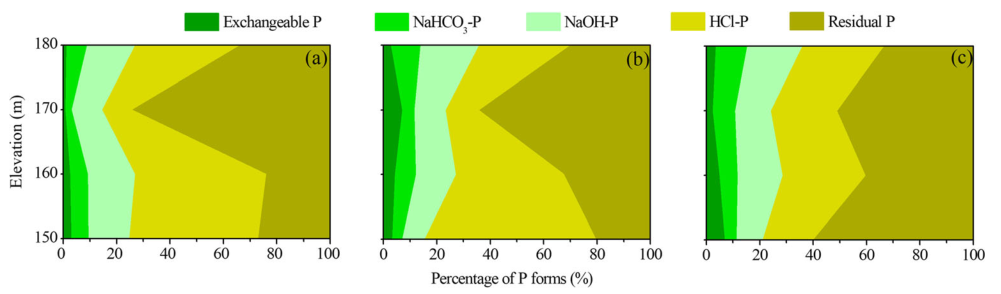 Exchangeable P NaHCO₃-P NaOH-P HCl-P Residual P
180 (a) (b) (c)
170
160
150
Elevation (m)
0 20 40 60 80 100 0 20 40 60 80 100 0 20 40 60 80 100
Percentage of P forms (%)